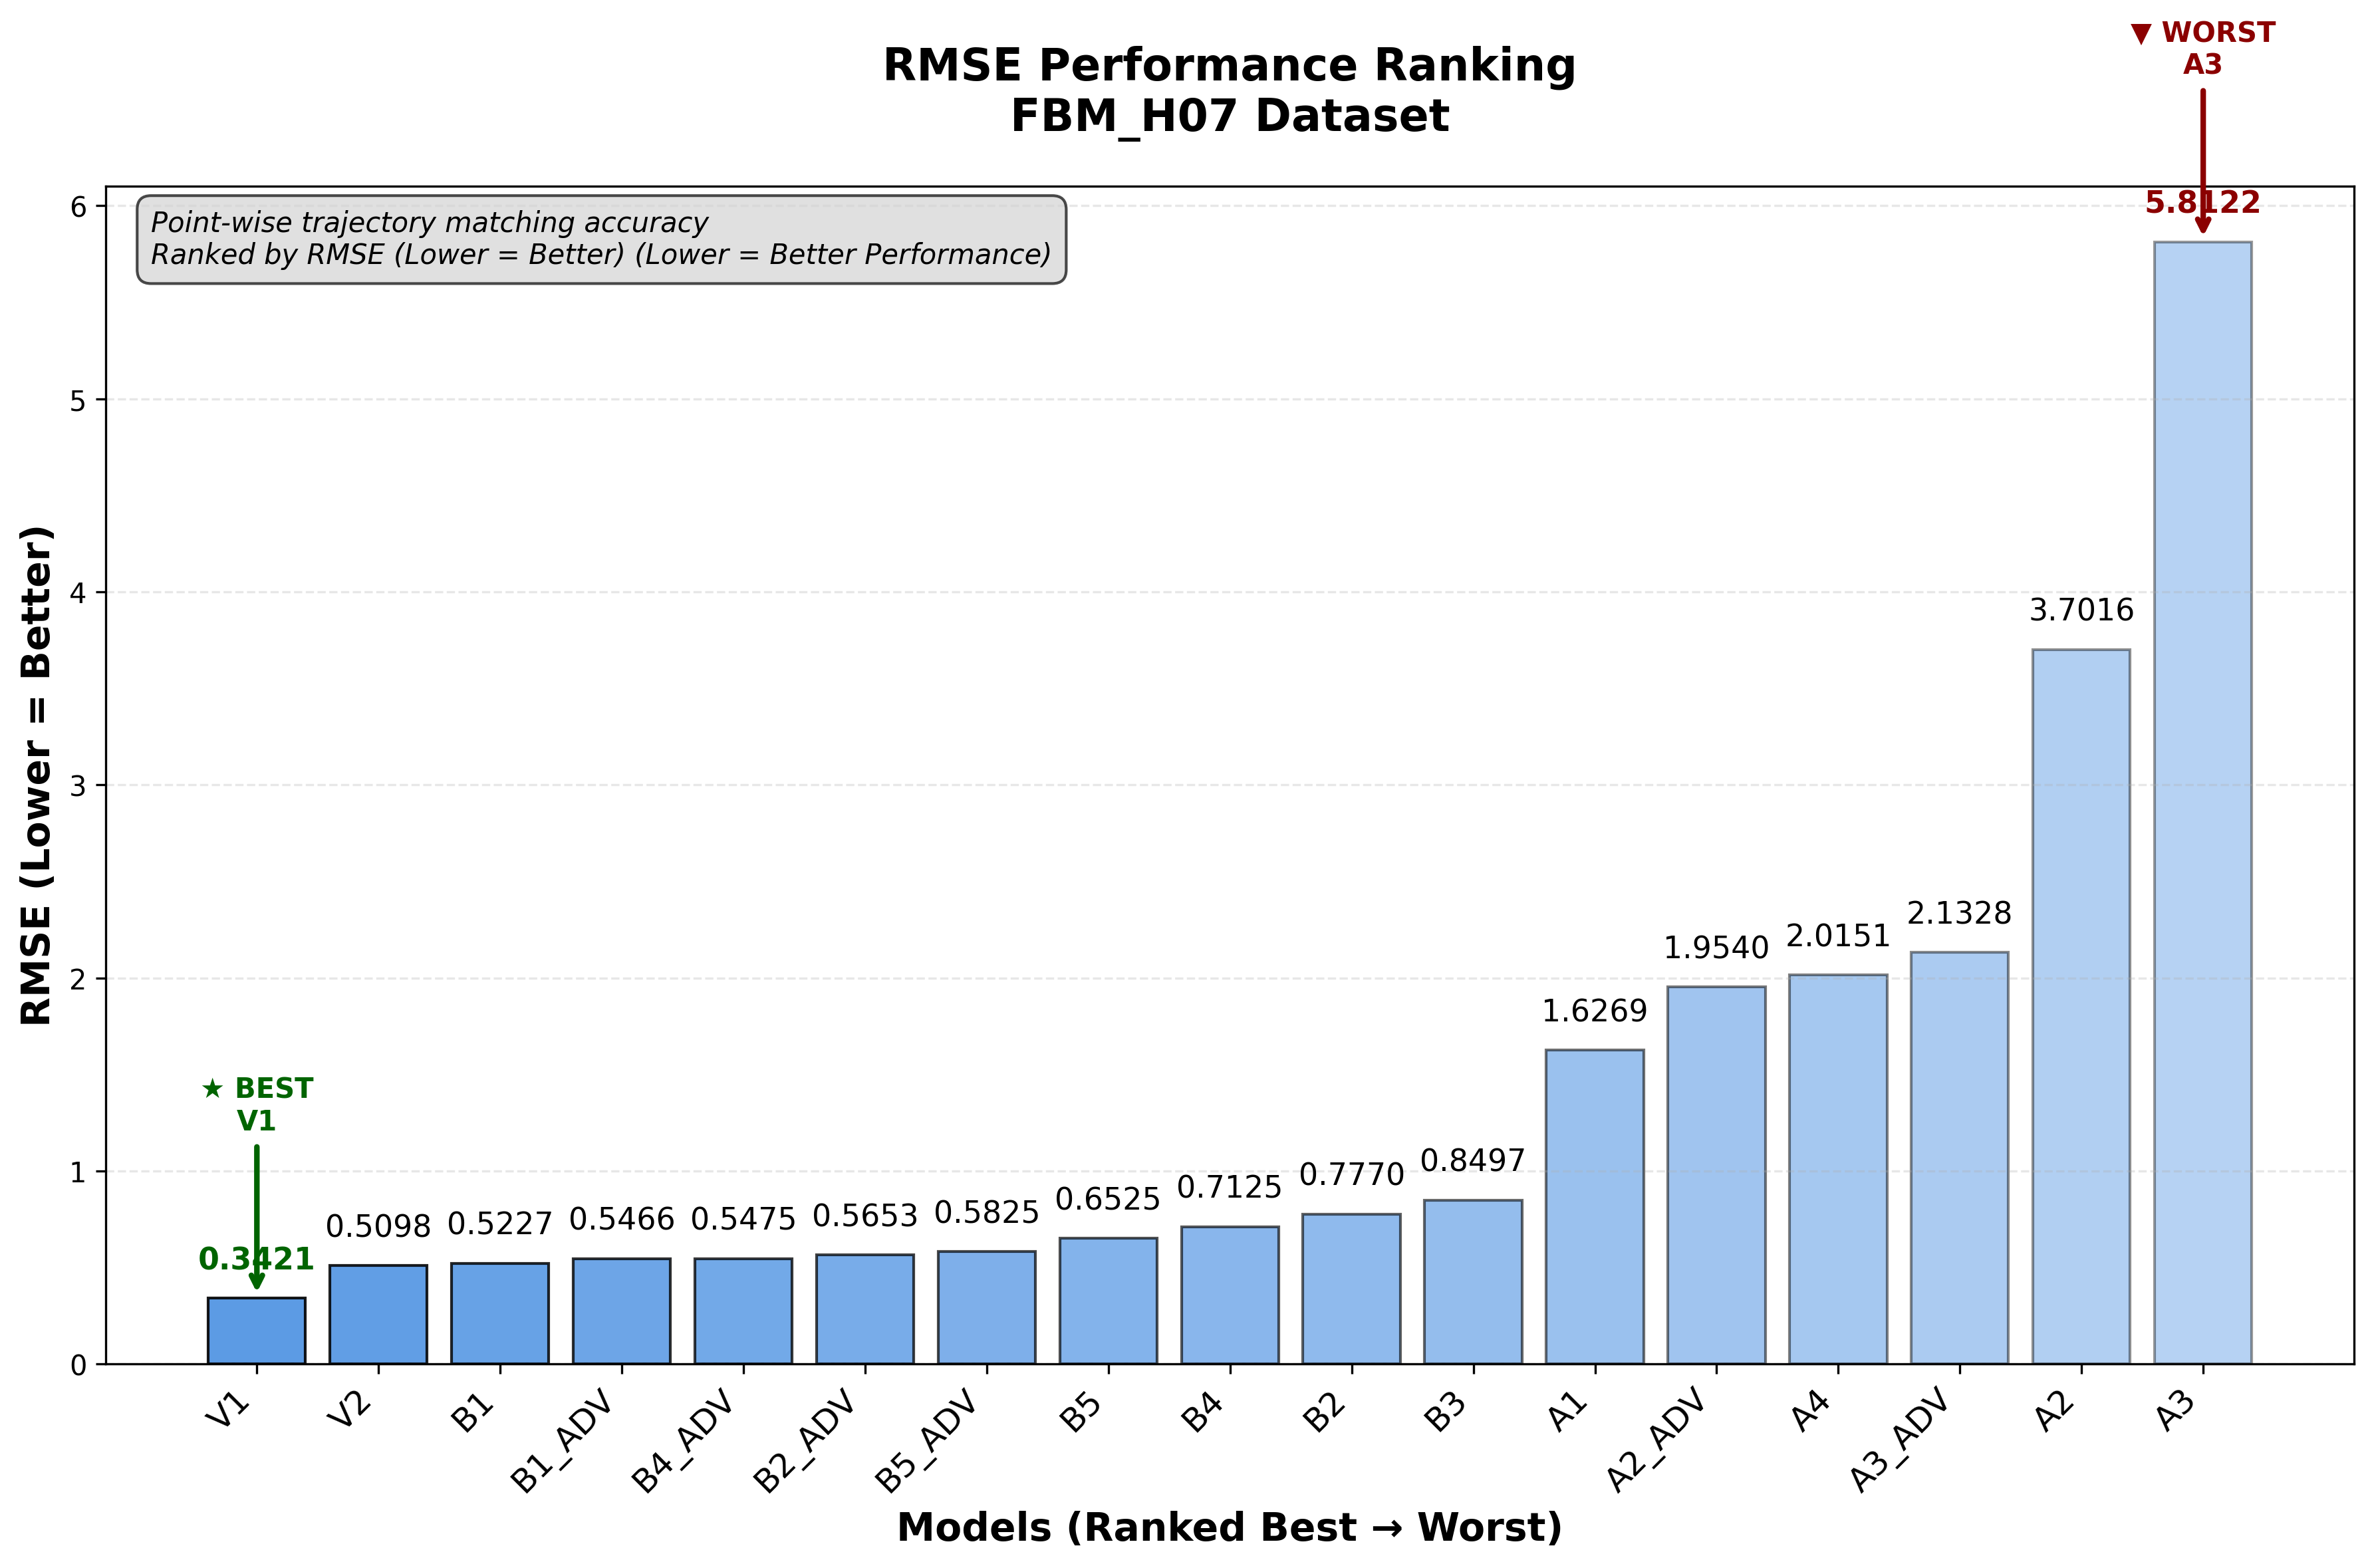 ▼ WORST
A3
RMSE Performance Ranking
FBM_H07 Dataset
Point-wise trajectory matching accuracy
Ranked by RMSE (Lower = Better) (Lower = Better Performance)
RMSE (Lower = Better)
6
5
4
3
2
1
0
★ BEST
V1
0.3421
0.5098
0.5227
0.5466
0.5475
0.5653
0.5825
0.6525
0.7125
0.7770
0.8497
1.6269
1.9540
2.0151
2.1328
3.7016
5.8122
V1
V2
B1
B1_ADV
B4_ADV
B2_ADV
B5_ADV
B5
B4
B2
B3
A1
A2_ADV
A4
A3_ADV
A2
A3
Models (Ranked Best → Worst)